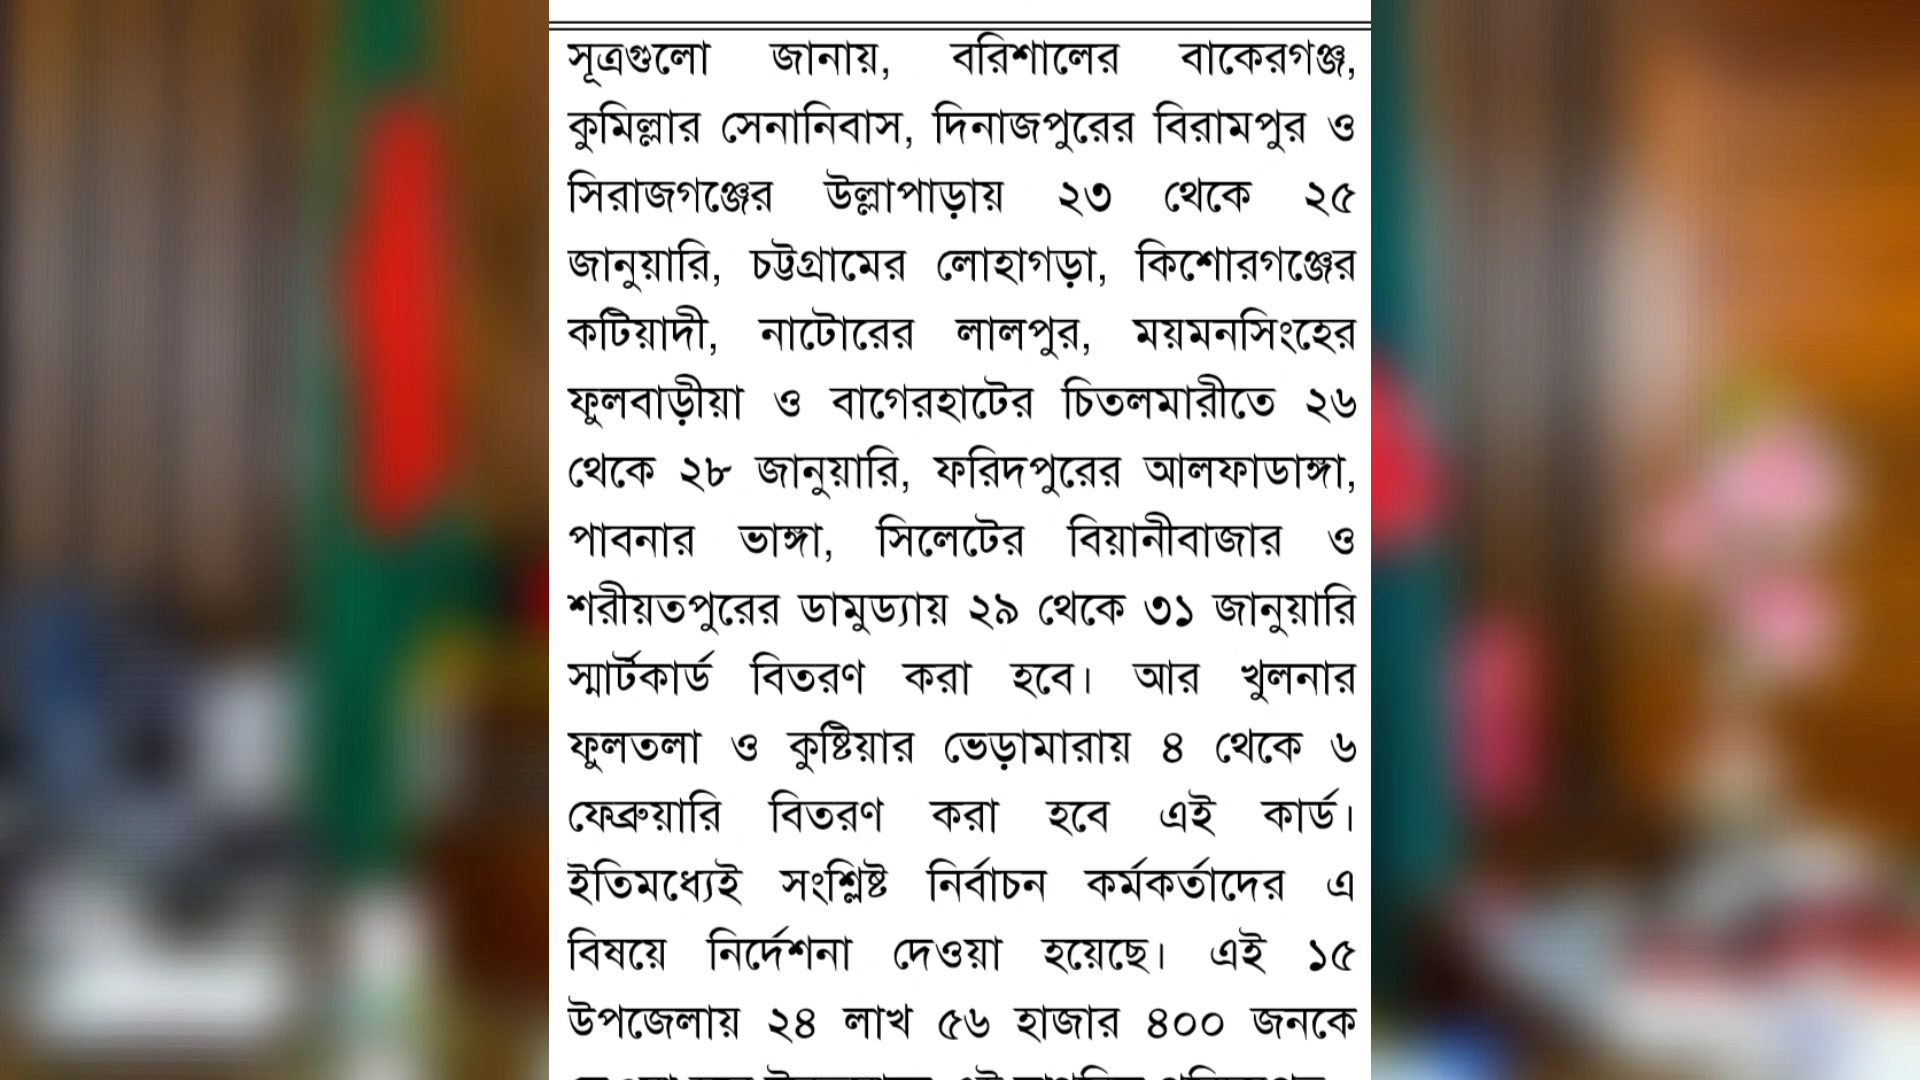 সূত্রগুলো জানায়, বরিশালের বাকেরগঞ্জ,
কুমিল্লার সেনানিবাস, দিনাজপুরের বিরামপুর ও
সিরাজগঞ্জের উল্লাপাড়ায় ২৩ থেকে ২৫
জানুয়ারি, চট্টগ্রামের লোহাগড়া, কিশোরগঞ্জের
কটিয়াদী, নাটোরের লালপুর, ময়মনসিংহের
ফুলবাড়ীয়া ও বাগেরহাটের চিতলমারীতে ২৬
থেকে ২৮ জানুয়ারি, ফরিদপুরের আলফাডাঙ্গা,
পাবনার ভাঙ্গা, সিলেটের বিয়ানীবাজার ও
শরীয়তপুরের ডামুড্যায় ২৯ থেকে ৩১ জানুয়ারি
স্মার্টকার্ড বিতরণ করা হবে। আর খুলনার
ফুলতলা ও কুষ্টিয়ার ভেড়ামারায় ৪ থেকে ৬
ফেব্রুয়ারি বিতরণ করা হবে এই কার্ড।
ইতিমধ্যেই সংশ্লিষ্ট নির্বাচন কর্মকর্তাদের এ
বিষয়ে নির্দেশনা দেওয়া হয়েছে। এই ১৫
উপজেলায় ২৪ লাখ ৫৬ হাজার ৪০০ জনকে